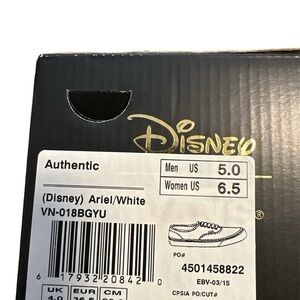 Disney
Authentic
Men US 5.0
Women US 6.5
(Disney) Ariel/White
VN-018BGYU
®
PO#
4501458822
EBV-03/15
CPSIA PO/CUT#
6 17932 20842 0
UK EUR CM